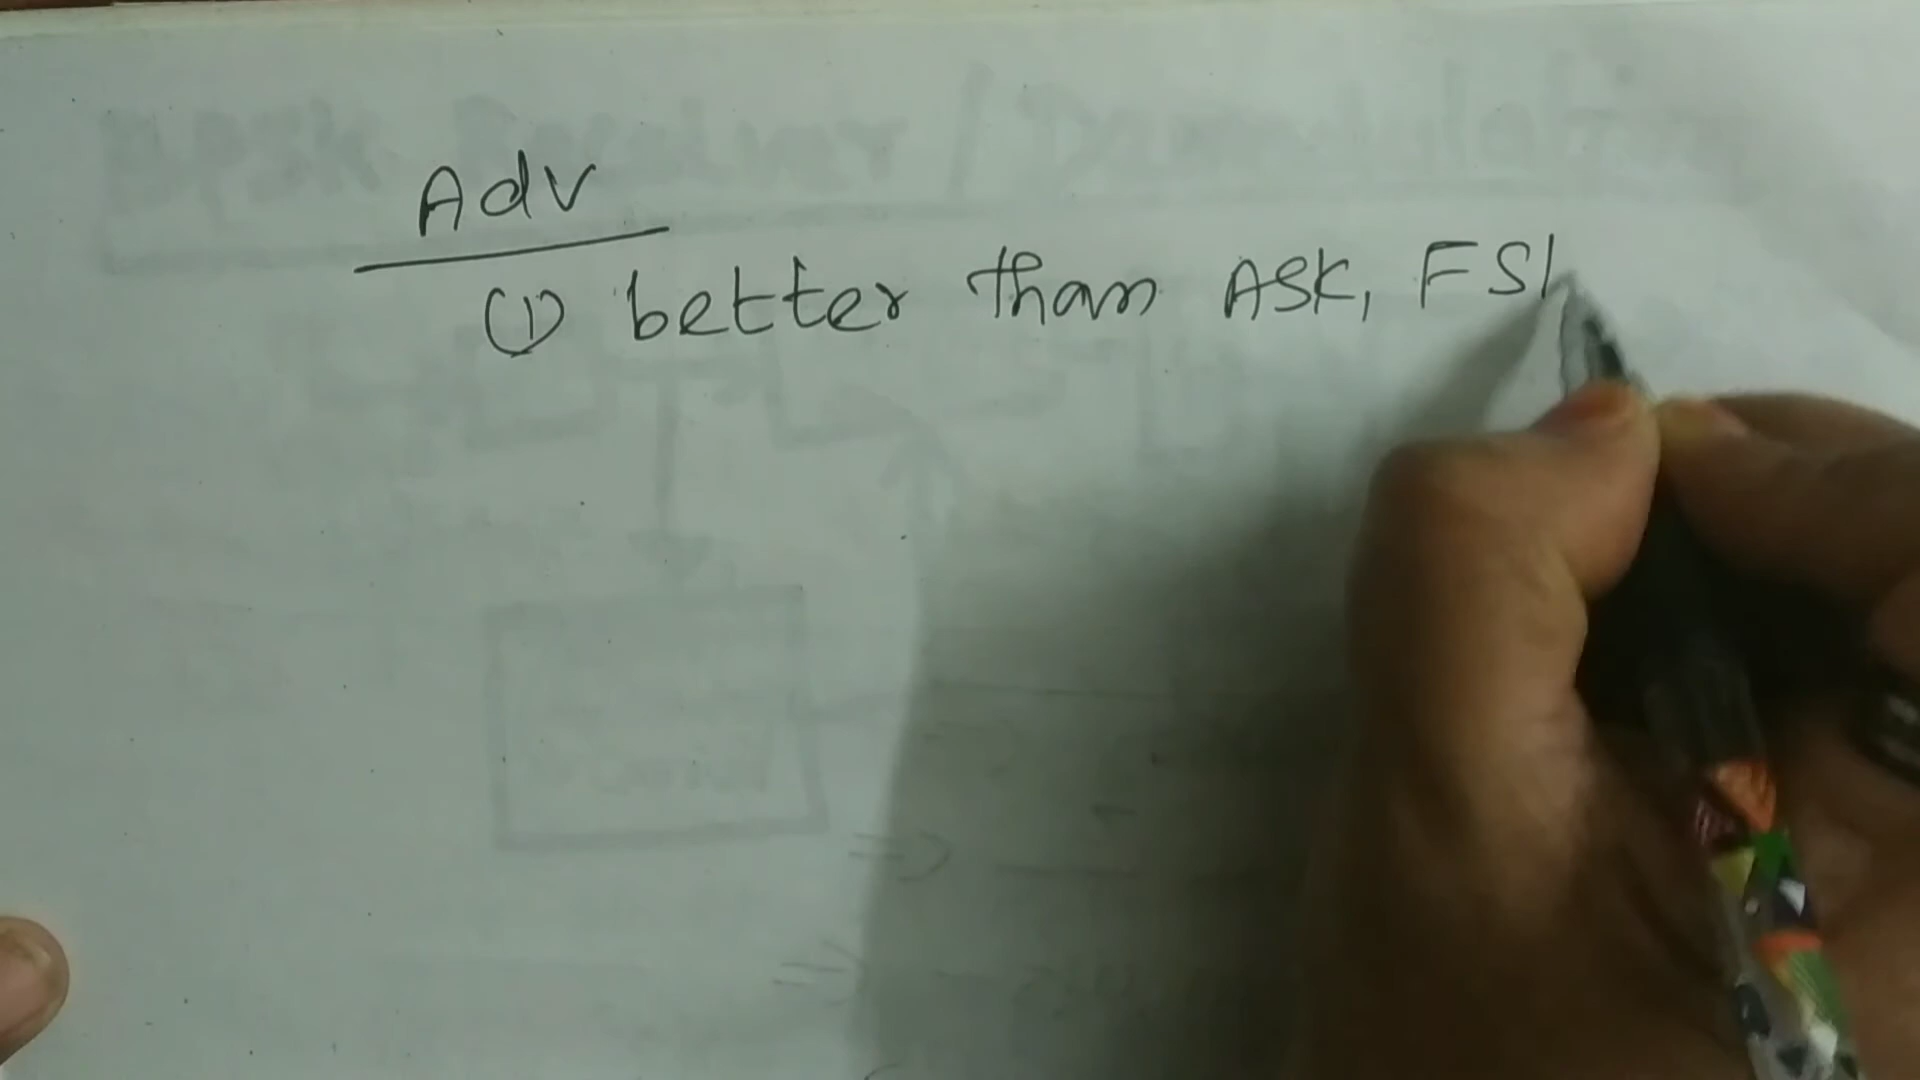 Adv
(1) better than ASK, FSK